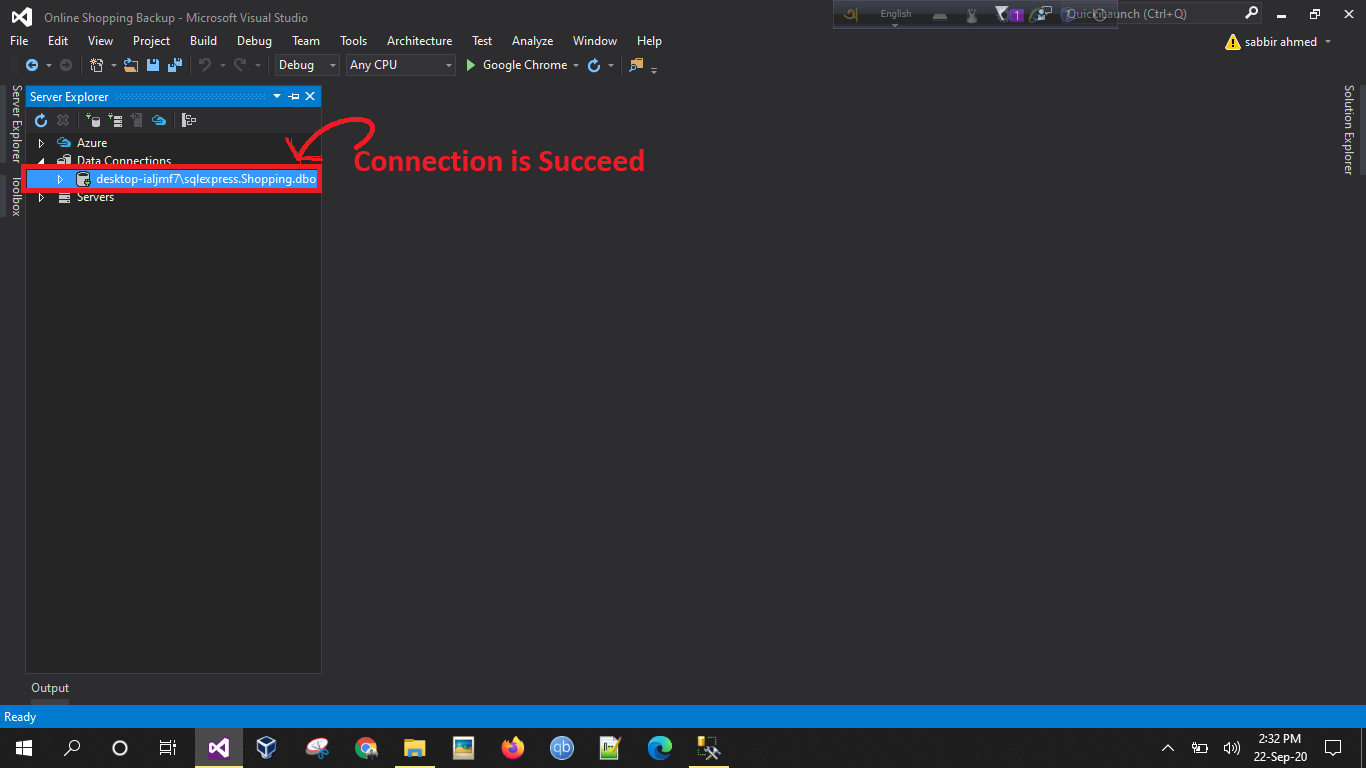 Online Shopping Backup - Microsoft Visual Studio
English
1
Quick Launch (Ctrl+Q)
File Edit View Project Build Debug Team Tools Architecture Test Analyze Window Help
sabbir ahmed
Debug Any CPU Google Chrome
Server Explorer
Toolbox
Server Explorer
Azure
Data Connections
desktop-ialjmf7\sqlexpress.Shopping.dbo
Servers
Connection is Succeed
Solution Explorer
Output
Ready
qb
2:32 PM
22-Sep-20